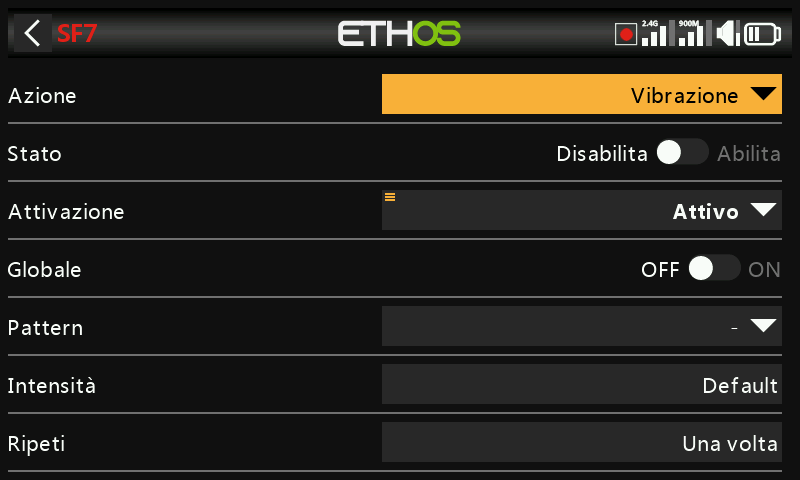 SF7 ETHOS 2.4G 900M
Azione Vibrazione
Stato Disabilita Abilita
Attivazione Attivo
Globale OFF ON
Pattern -
Intensità Default
Ripeti Una volta